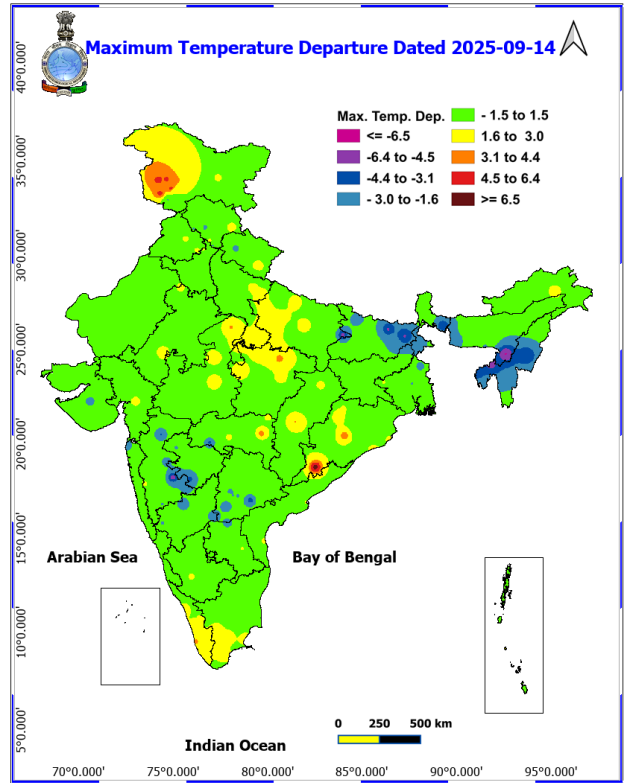 Maximum Temperature Departure Dated 2025-09-14
40°0.000'
35°0.000'
30°0.000'
25°0.000'
20°0.000'
15°0.000'
10°0.000'
5°0.000'
Max. Temp. Dep.
<= -6.5
-6.4 to -4.5
-4.4 to -3.1
- 3.0 to -1.6
- 1.5 to 1.5
1.6 to 3.0
3.1 to 4.4
4.5 to 6.4
>= 6.5
Arabian Sea
Bay of Bengal
Indian Ocean
0 250 500 km
70°0.000' 75°0.000' 80°0.000' 85°0.000' 90°0.000' 95°0.000'